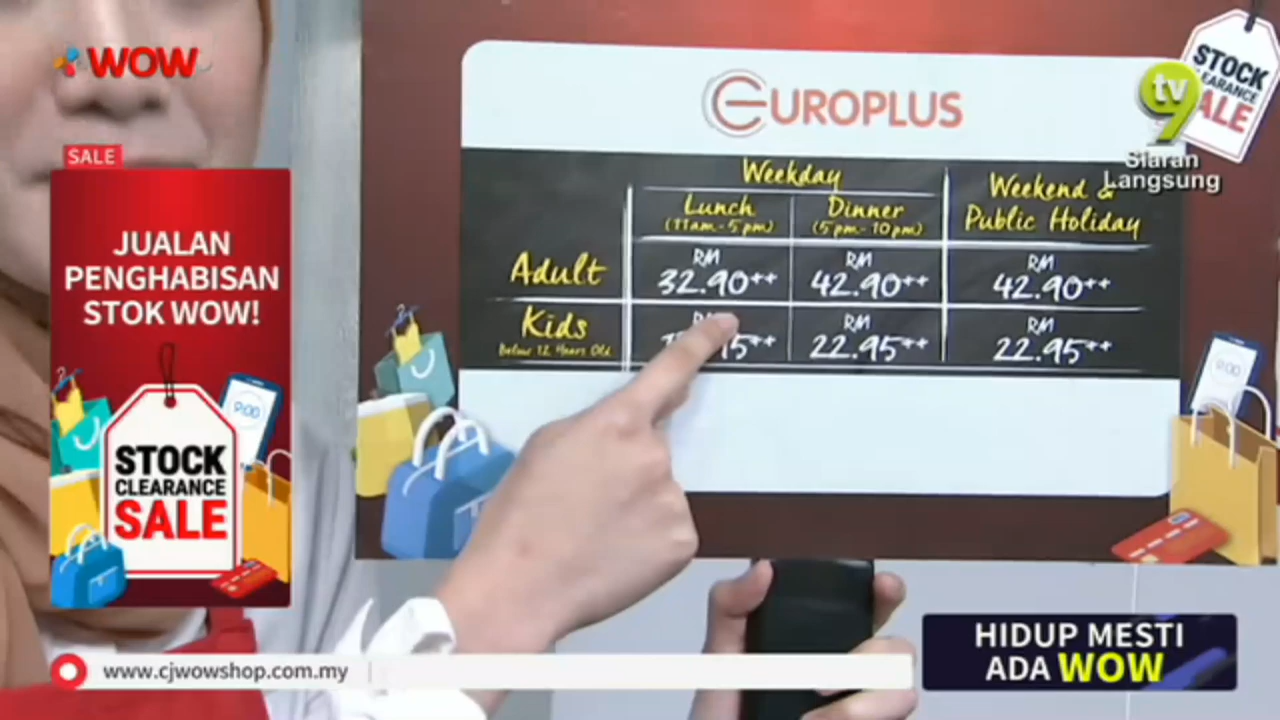 WOW
SALE
JUALAN
PENGHABISAN
STOK WOW!
9:00
STOCK
CLEARANCE
SALE
EUROPLUS
Weekday
Weekend &
Public Holiday
Lunch
(11am-5pm)
Dinner
(5pm-10pm)
Adult
RM
32.90++
RM
42.90++
RM
42.90++
Kids
Below 12 Years Old
RM
22.95++
RM
22.95++
STOCK
CLEARANCE
SALE
tv9
Siaran
Langsung
9:00
www.cjwowshop.com.my
HIDUP MESTI
ADA WOW